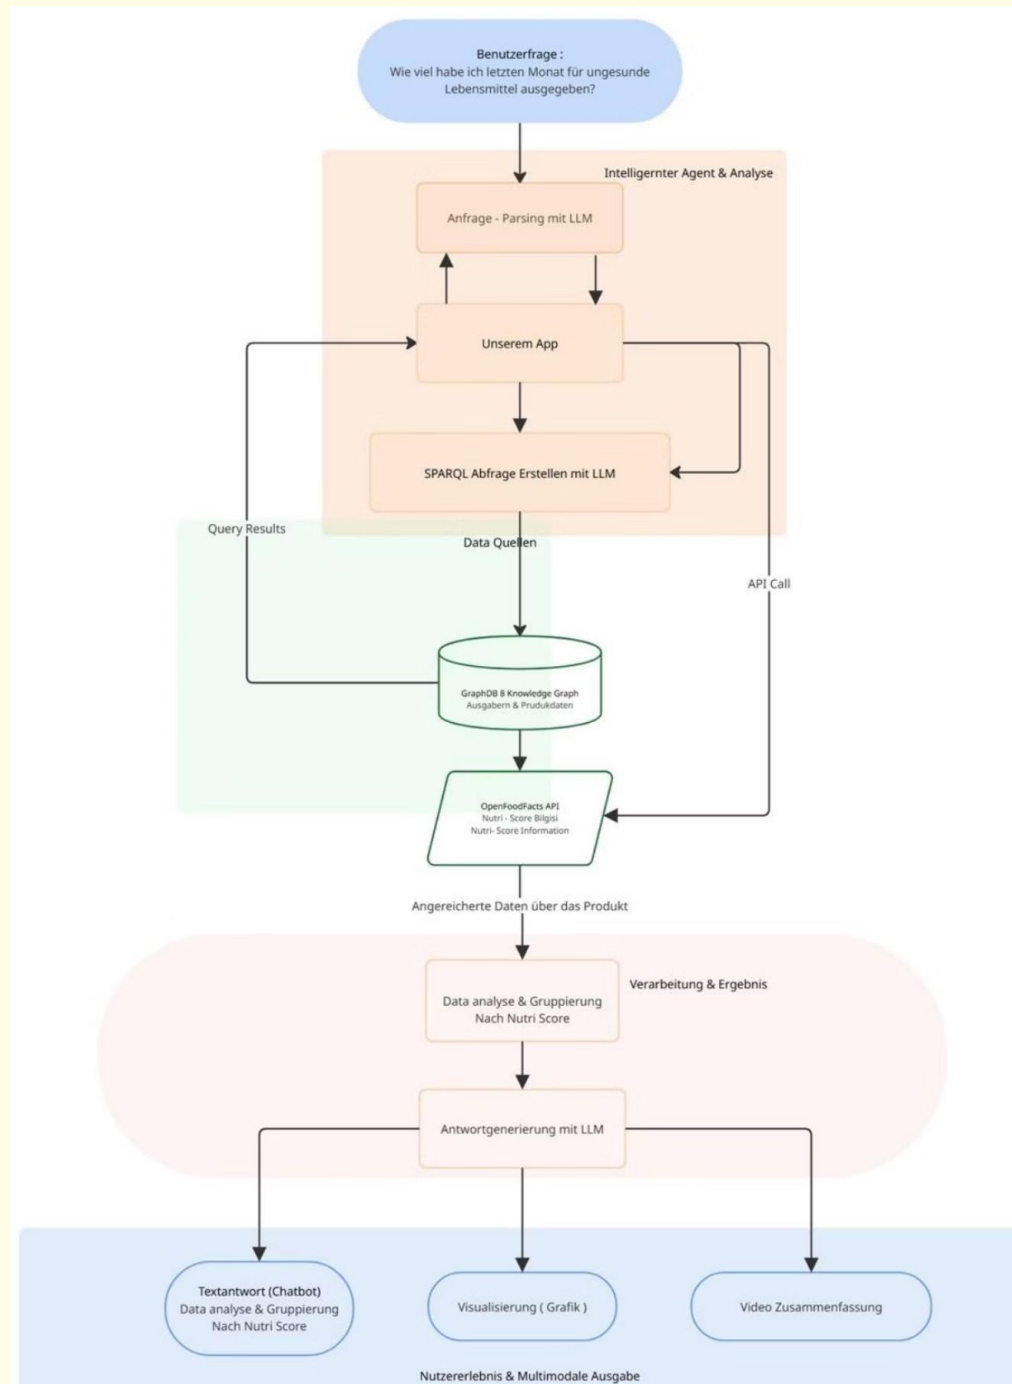 Benutzerfrage :
Wie viel habe ich letzten Monat für ungesunde
Lebensmittel ausgegeben?
Intelligernter Agent & Analyse
Anfrage - Parsing mit LLM
Unserem App
SPARQL Abfrage Erstellen mit LLM
Query Results
Data Quellen
API Call
GraphDB 8 Knowledge Graph
Ausgabern & Prudukdaten
OpenFoodFacts API
Nutri - Score Bilgisi
Nutri- Score Information
Angereicherte Daten über das Produkt
Verarbeitung & Ergebnis
Data analyse & Gruppierung
Nach Nutri Score
Antwortgenerierung mit LLM
Textantwort (Chatbot)
Data analyse & Gruppierung
Nach Nutri Score
Visualisierung ( Grafik )
Video Zusammenfassung
Nutzererlebnis & Multimodale Ausgabe